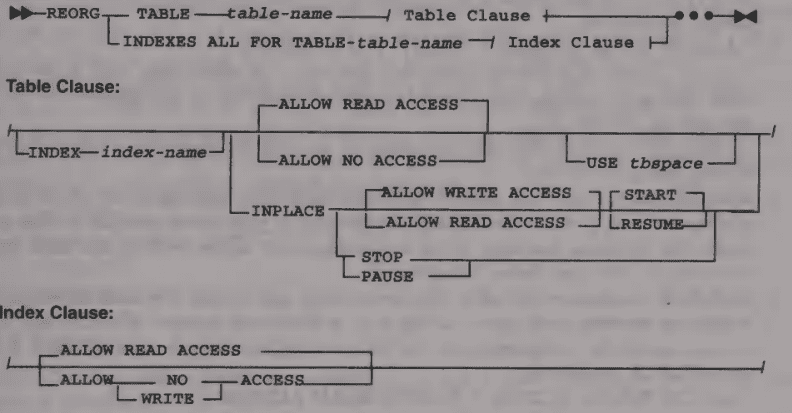 REORG TABLE table-name Table Clause
INDEXES ALL FOR TABLE-table-name Index Clause
Table Clause:
ALLOW READ ACCESS
INDEX index-name ALLOW NO ACCESS USE tbspace
ALLOW WRITE ACCESS START
INPLACE ALLOW READ ACCESS RESUME
STOP
PAUSE
Index Clause:
ALLOW READ ACCESS
ALLOW NO ACCESS
WRITE